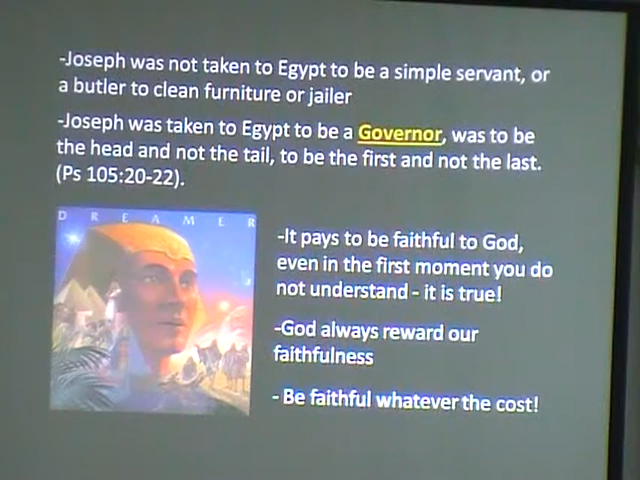 -Joseph was not taken to Egypt to be a simple servant, or
a butler to clean furniture or jailer
-Joseph was taken to Egypt to be a Governor, was to be
the head and not the tail, to be the first and not the last.
(Ps 105:20-22).
D R E A M E R
-It pays to be faithful to God,
even in the first moment you do
not understand - it is true!
-God always reward our
faithfulness
- Be faithful whatever the cost!